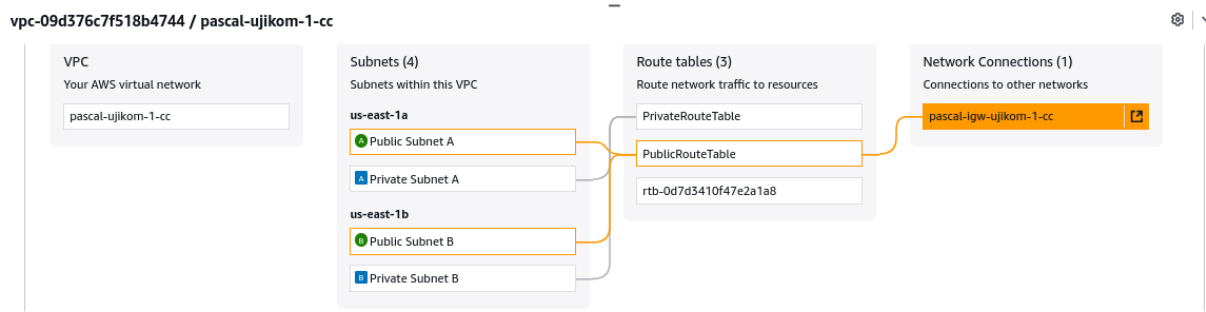 vpc-09d376c7f518b4744 / pascal-ujikom-1-cc
VPC
Your AWS virtual network
pascal-ujikom-1-cc
Subnets (4)
Subnets within this VPC
us-east-1a
A Public Subnet A
A Private Subnet A
us-east-1b
B Public Subnet B
B Private Subnet B
Route tables (3)
Route network traffic to resources
PrivateRouteTable
PublicRouteTable
rtb-0d7d3410f47e2a1a8
Network Connections (1)
Connections to other networks
pascal-igw-ujikom-1-cc